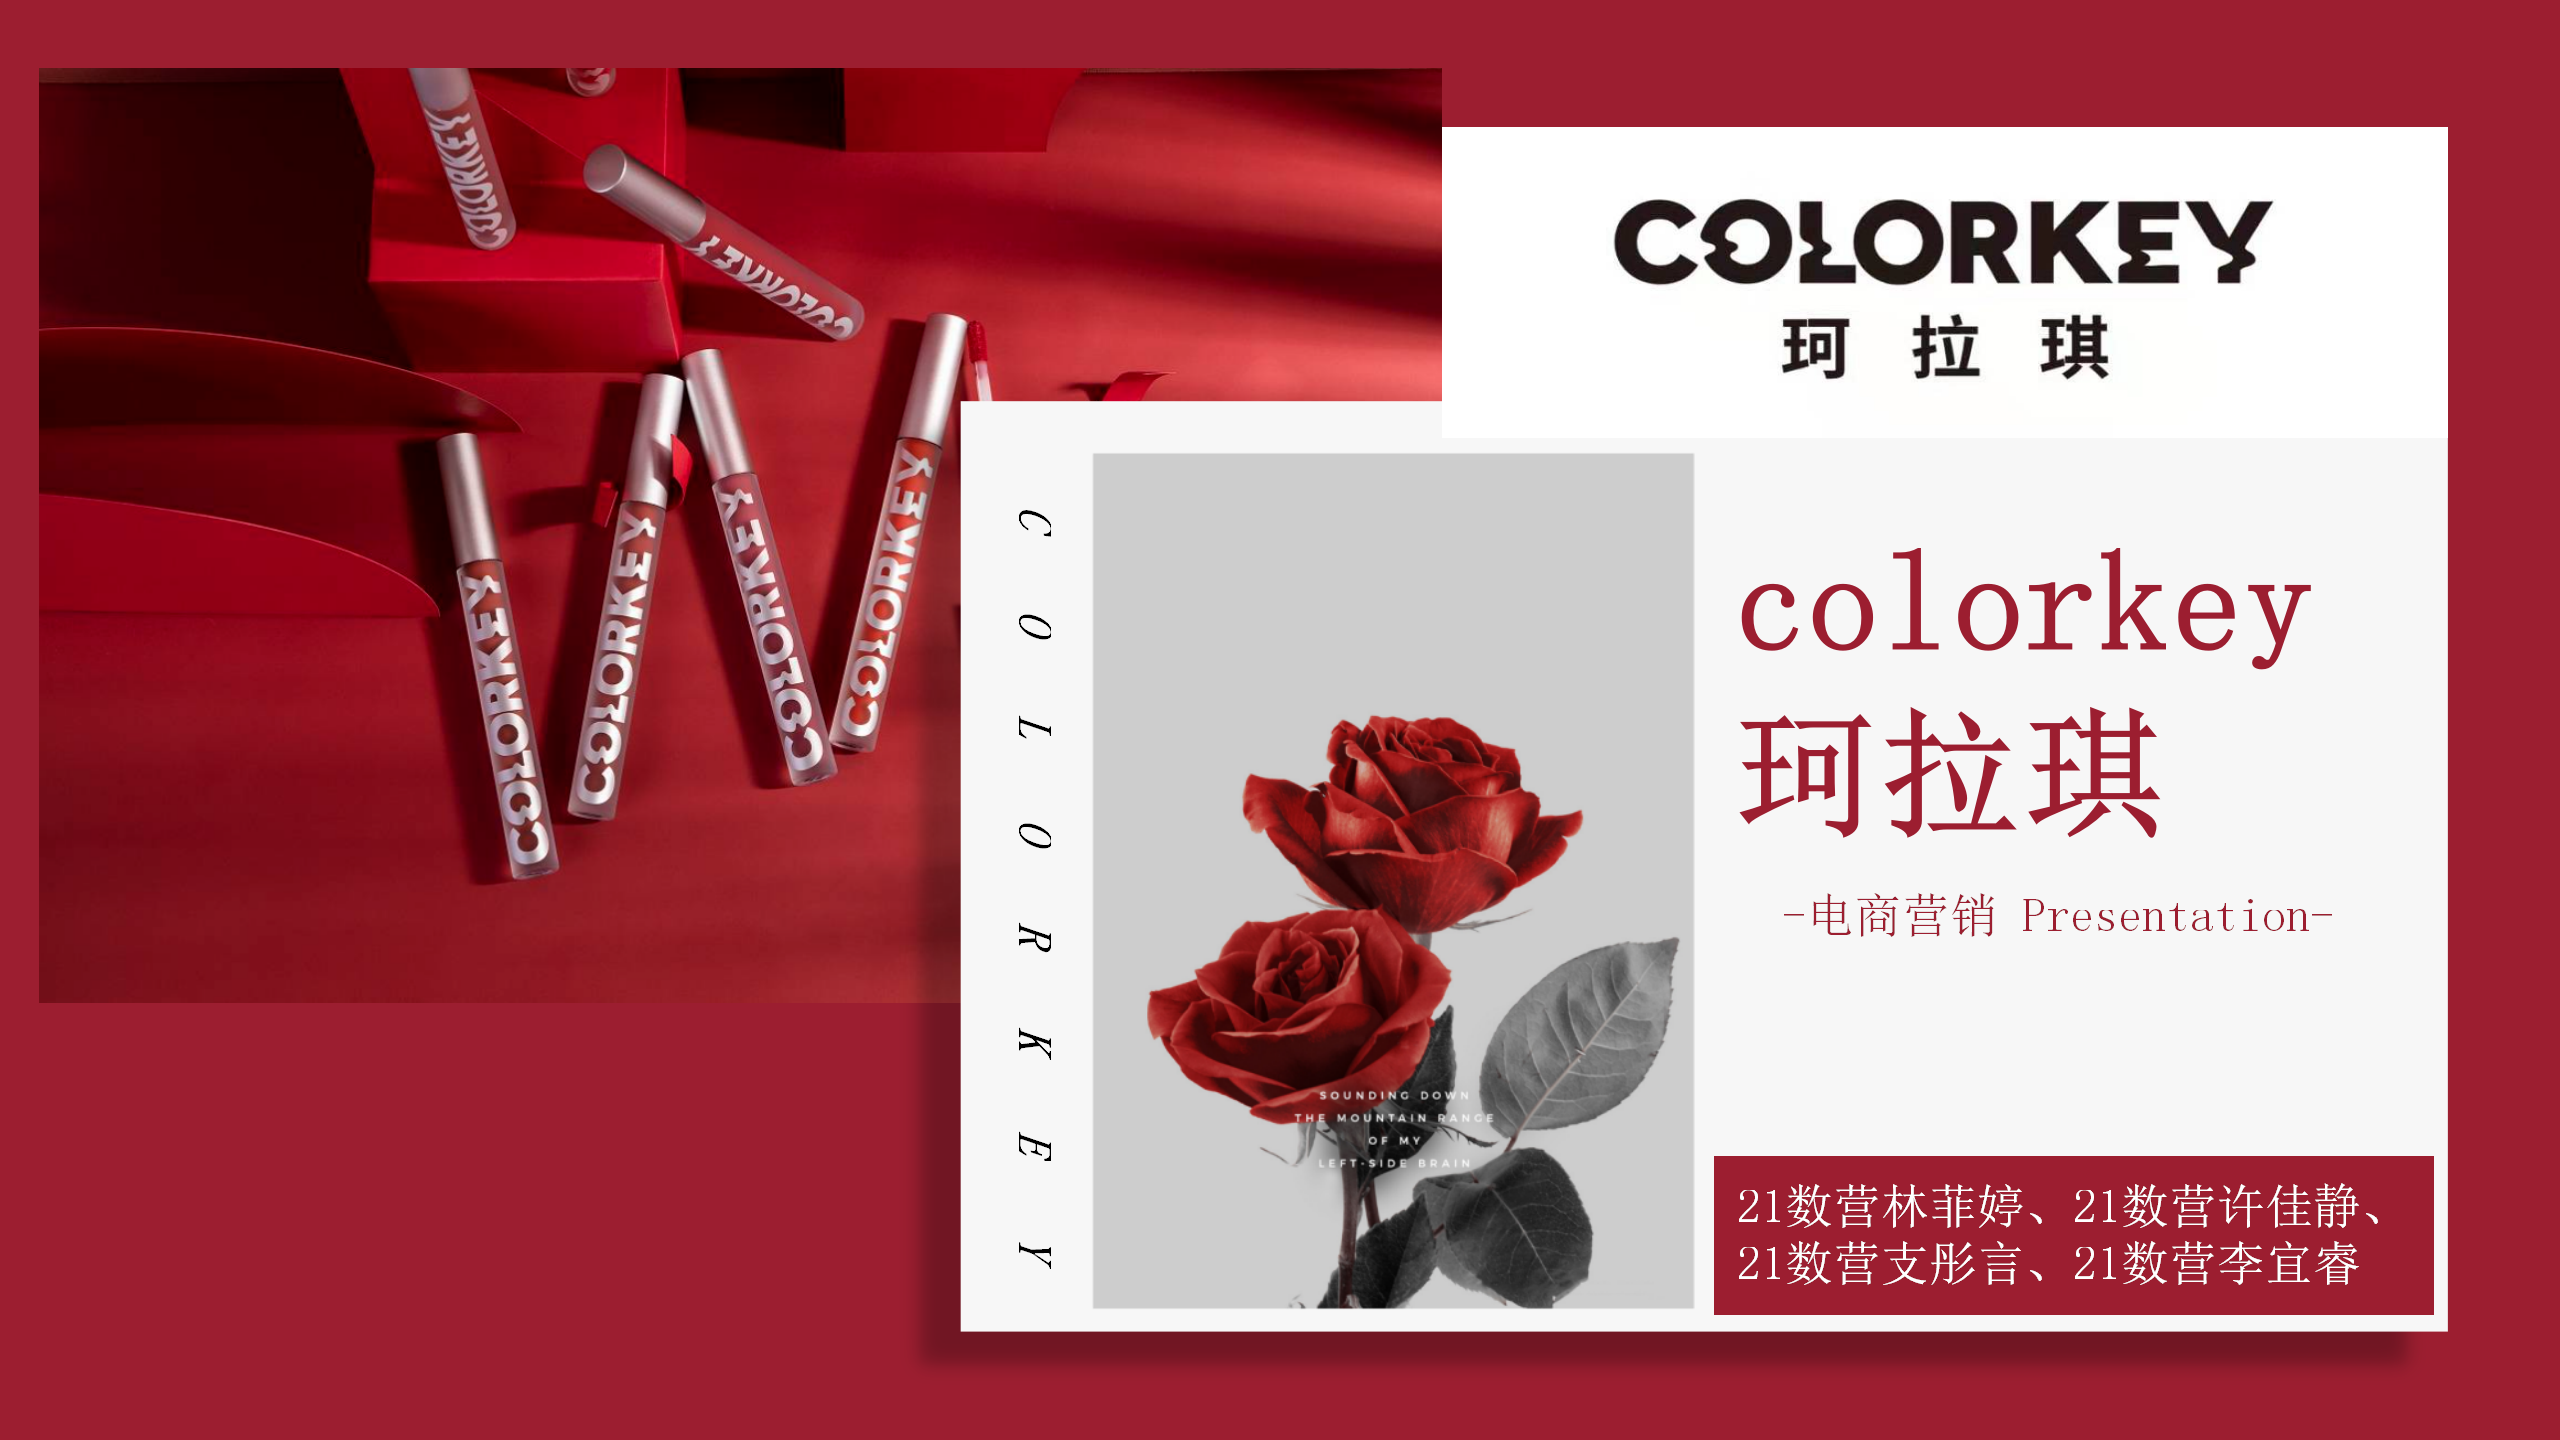 COLORKEY
COLORKEY
COLORKEY
COLORKEY
COLORKEY
COLORKEY
COLORKEY
珂拉琪
COLORKEY
SOUNDING DOWN
THE MOUNTAIN RANGE
OF MY
LEFT-SIDE BRAIN
colorkey
珂拉琪
-电商营销 Presentation-
21数营林菲婷、21数营许佳静、
21数营支彤言、21数营李宜睿